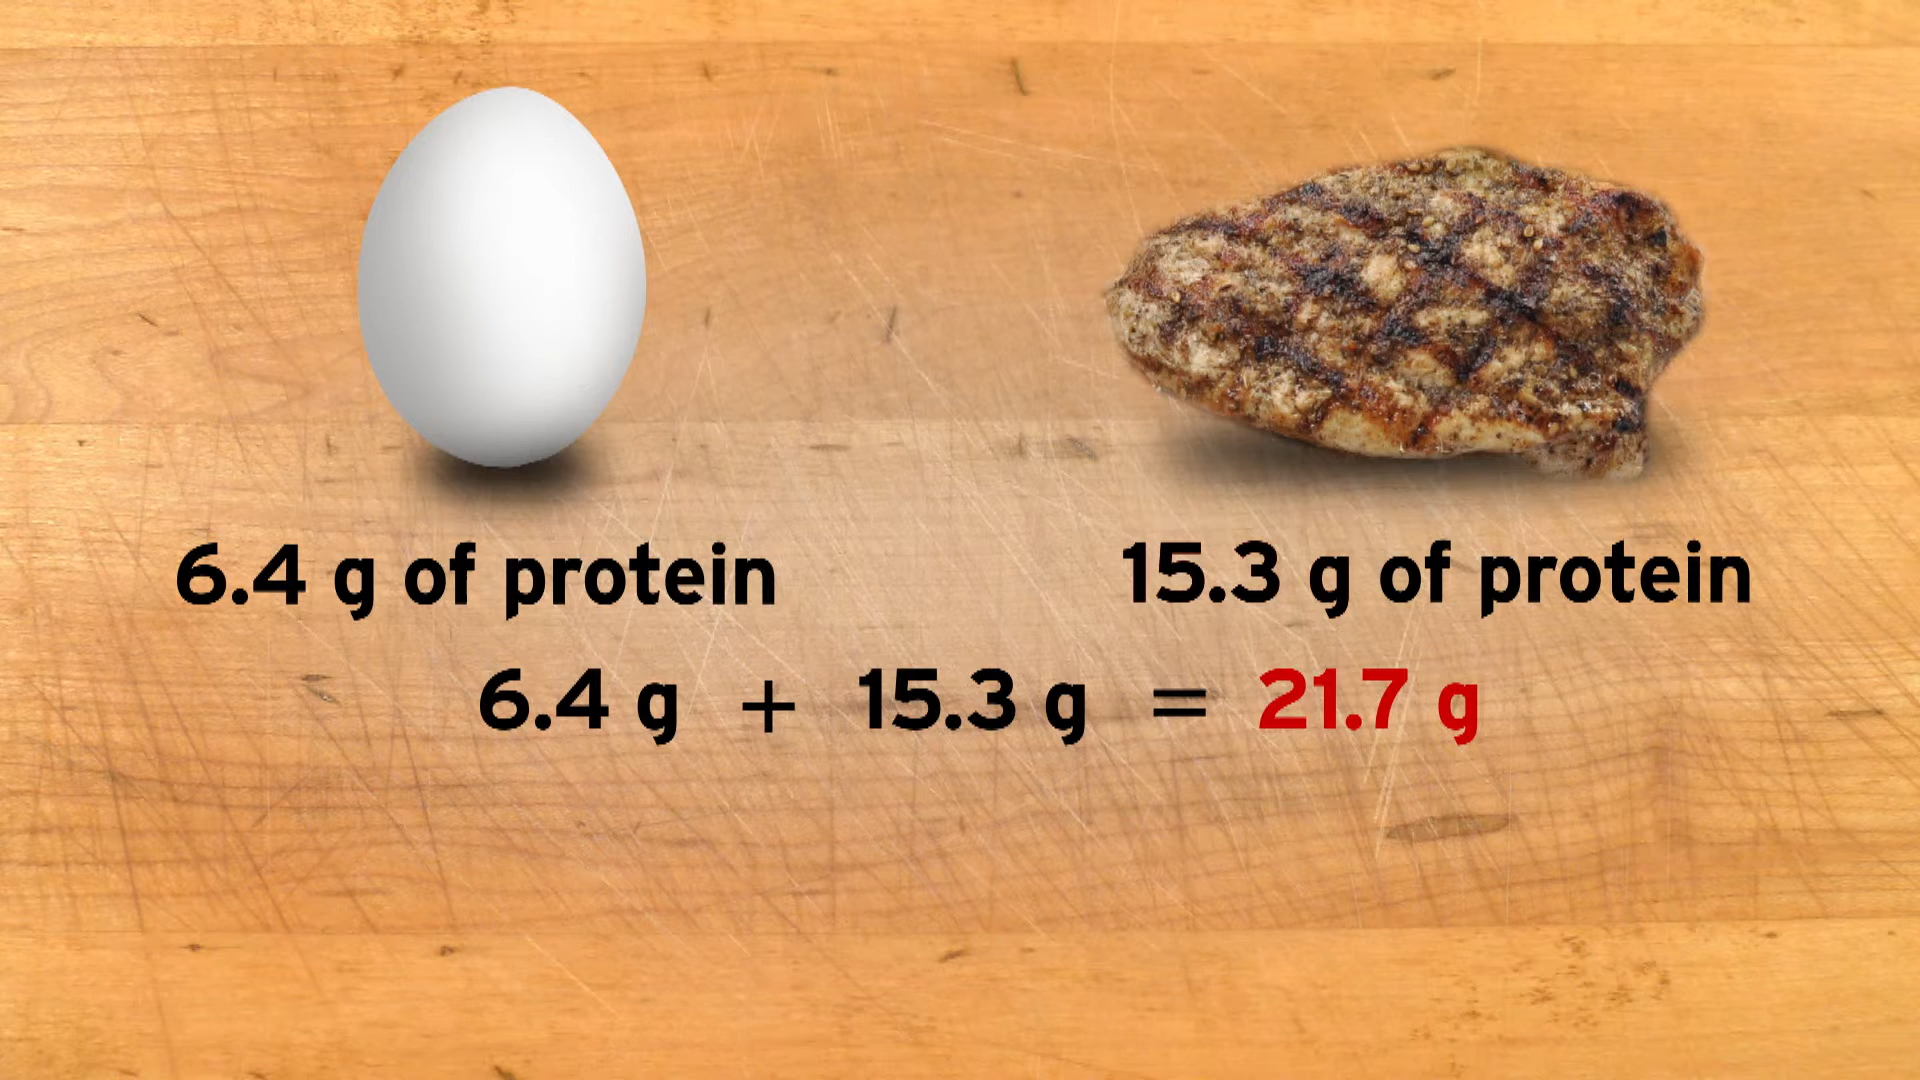 6.4 g of protein
15.3 g of protein
6.4 g + 15.3 g = 21.7 g